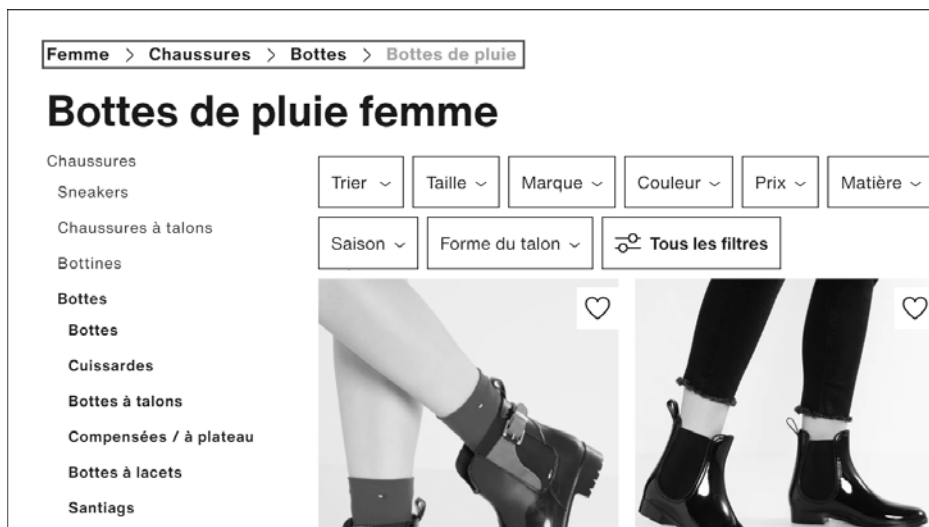 Femme > Chaussures > Bottes > Bottes de pluie
Bottes de pluie femme
Chaussures
Sneakers
Chaussures à talons
Bottines
Bottes
Bottes
Cuissardes
Bottes à talons
Compensées / à plateau
Bottes à lacets
Santiags
Trier
Taille
Marque
Couleur
Prix
Matière
Saison
Forme du talon
Tous les filtres